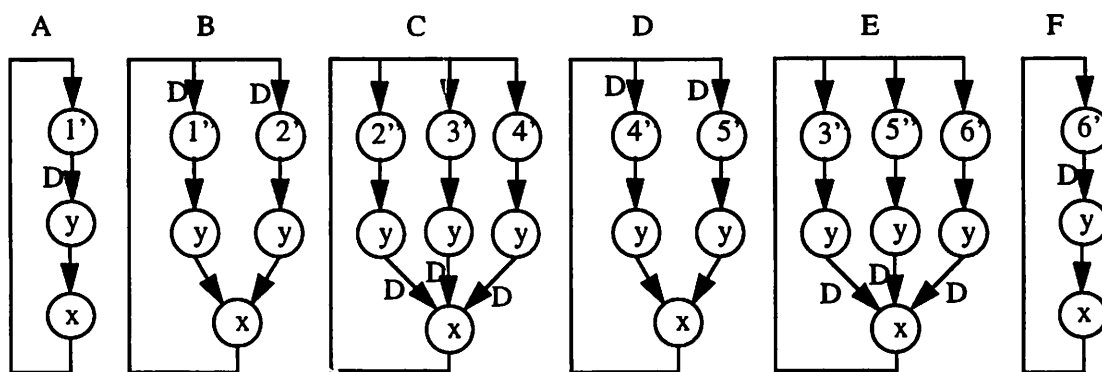 A B C D E F
D D D D
1' 1'' 2' 2'' 3' 4' 4' 5' 3'' 5'' 6' 6'
D D
y y y y y y y y y y y y
D D
D D D D
x x x x x x